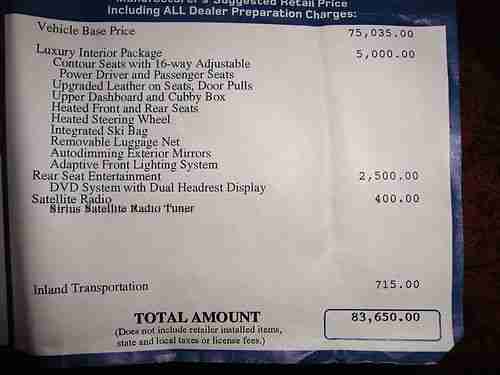 Manufacturer's Suggested Retail Price
Including ALL Dealer Preparation Charges:
Vehicle Base Price 75,035.00
Luxury Interior Package 5,000.00
Contour Seats with 16-way Adjustable
Power Driver and Passenger Seats
Upgraded Leather on Seats, Door Pulls
Upper Dashboard and Cubby Box
Heated Front and Rear Seats
Heated Steering Wheel
Integrated Ski Bag
Removable Luggage Net
Autodimming Exterior Mirrors
Adaptive Front Lighting System
Rear Seat Entertainment 2,500.00
DVD System with Dual Headrest Display
Satellite Radio 400.00
Sirius Satellite Radio Tuner
Inland Transportation 715.00
TOTAL AMOUNT 83,650.00
(Does not include retailer installed items,
state and local taxes or license fees.)